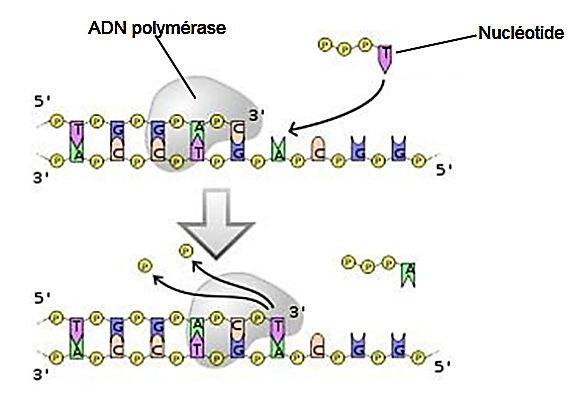 ADN polymérase
P P P T
Nucléotide
5' P T P G P G P A P C 3'
3' P A P C P C P T P G P A P C P G P G P 5'
P P
P P P A
5' P T P G P G P A P C P T 3'
3' P A P C P C P T P G P A P C P G P G P 5'